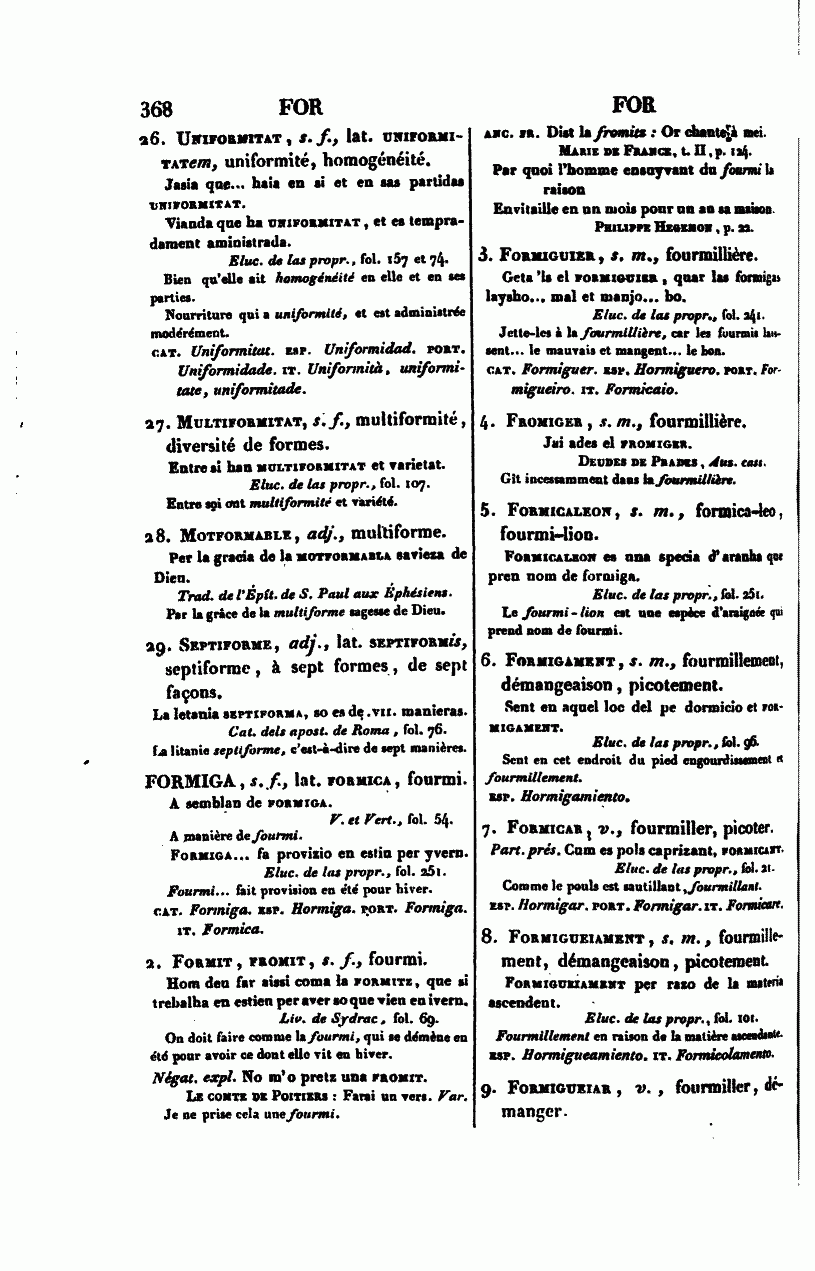 368 FOR
26. UNIFORMITAT, s. f., lat. UNIFORMI-
TATem, uniformité, homogénéité.
Jasia que... haia en si et en sas partidas
UNIFORMITAT.
Vianda que ha UNIFORMITAT, et es tempra-
dament aministrada.
Eluc. de las propr., fol. 157 et 74.
Bien qu'elle ait homogénéité en elle et en ses
parties.
Nourriture qui a uniformité, et est administrée
modérément.
CAT. Uniformitat. ESP. Uniformidad. PORT.
Uniformidade. IT. Uniformità, uniformi-
tate, uniformitade.
27. MULTIFORMITAT, s. f., multiformité,
diversité de formes.
Entre si han MULTIFORMITAT et varietat.
Eluc. de las propr., fol. 107.
Entre soi ont multiformité et variété.
28. MOTFORMABLE, adj., multiforme.
Per la gracia de la MOTFORMABLA savieza de
Dieu.
Trad. de l'Épît. de S. Paul aux Éphésiens.
Par la grâce de la multiforme sagesse de Dieu.
29. SEPTIFORME, adj., lat. SEPTIFORMis,
septiforme, à sept formes, de sept
façons.
La letania SEPTIFORMA, so es de .VII. manieras.
Cat. dels apost. de Roma, fol. 76.
La litanie septiforme, c'est-à-dire de sept manières.
FORMIGA, s. f., lat. FORMICA, fourmi.
A semblan de FORMIGA.
V. et Vert., fol. 54.
A manière de fourmi.
FORMIGA... fa provizio en estiu per yvern.
Eluc. de las propr., fol. 251.
Fourmi... fait provision en été pour hiver.
CAT. Formiga. ESP. Hormiga. PORT. Formiga.
IT. Formica.
2. FORMIT, FROMIT, s. f., fourmi.
Hom deu far aissi coma la FORMITZ, que si
trebalha en estien per aver so que vien en ivern.
Liv. de Sydrac, fol. 69.
On doit faire comme la fourmi, qui se démène en
été pour avoir ce dont elle vit en hiver.
Négat. expl. No m'o pretz una FROMIT.
LE COMTE DE POITIERS : Farai un vers. Var.
Je ne prise cela une fourmi.
FOR
ANC. FR. Dist la fromits : Or chante à mei.
MARIE DE FRANCE, t. II, p. 124.
Par quoi l'homme ensuyvant du fourmi la
raison
Envitaille en un mois pour un an sa maison.
PHILIPPE HEGEMON, p. 22.
3. FORMIGUIER, s. m., fourmillière.
Geta 'ls el FORMIGUIER, quar las formigas
laysho... mal et manjo... bo.
Eluc. de las propr., fol. 241.
Jette-les à la fourmillière, car les fourmis lais-
sent... le mauvais et mangent... le bon.
CAT. Formiguer. ESP. Hormiguero. PORT. For-
migueiro. IT. Formicaio.
4. FROMIGER, s. m., fourmillière.
Jai ades el FROMIGER.
DEUDES DE PRADES, Aus. cass.
Gît incessamment dans la fourmillière.
5. FORMICALEON, s. m., formica-leo,
fourmi-lion.
FORMICALEON es una specia d'aranha que
pren nom de formiga.
Eluc. de las propr., fol. 251.
Le fourmi-lion est une espèce d'araignée qui
prend nom de fourmi.
6. FORMIGAMENT, s. m., fourmillement,
démangeaison, picotement.
Sent en aquel loc del pe dormicio et FOR-
MIGAMENT.
Eluc. de las propr., fol. 96.
Sent en cet endroit du pied engourdissement et
fourmillement.
ESP. Hormigamiento.
7. FORMICAR, v., fourmiller, picoter.
Part. prés. Cum es pols caprizant, FORMICANT.
Eluc. de las propr., fol. 21.
Comme le pouls est sautillant, fourmillant.
ESP. Hormigar. PORT. Formigar. IT. Formicare.
8. FORMIGUEIAMENT, s. m., fourmille-
ment, démangeaison, picotement.
FORMIGUEIAMENT per razo de la materia
ascendent.
Eluc. de las propr., fol. 101.
Fourmillement en raison de la matière ascendante.
ESP. Hormigueamiento. IT. Formicolamento.
9. FORMIGUEIAR, v., fourmiller, dé-
manger.